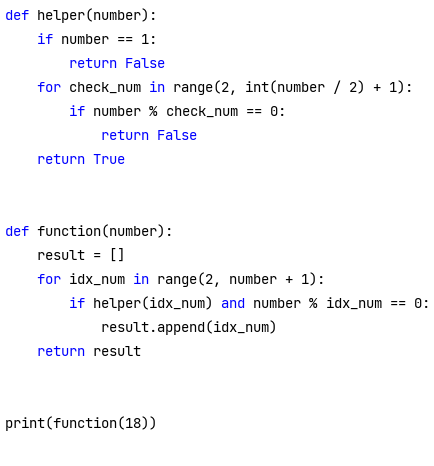 def helper(number):
    if number == 1:
        return False
    for check_num in range(2, int(number / 2) + 1):
        if number % check_num == 0:
            return False
    return True


def function(number):
    result = []
    for idx_num in range(2, number + 1):
        if helper(idx_num) and number % idx_num == 0:
            result.append(idx_num)
    return result


print(function(18))